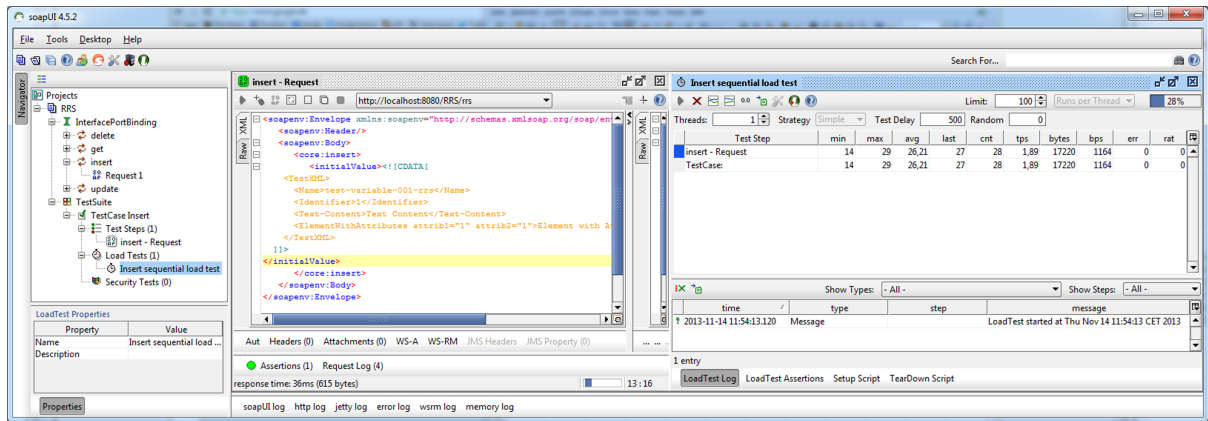 soapUI 4.5.2
File Tools Desktop Help
Search For...
Navigator
Projects
RRS
InterfacePortBinding
delete
get
insert
Request 1
update
TestSuite
TestCase Insert
Test Steps (1)
insert - Request
Load Tests (1)
Insert sequential load test
Security Tests (0)
LoadTest Properties
Property Value
Name Insert sequential load ...
Description
Properties
insert - Request
http://localhost:8080/RRS/rrs
XML
Raw
<soapenv:Envelope xmlns:soapenv="http://schemas.xmlsoap.org/soap/en
<soapenv:Header/>
<soapenv:Body>
<core:insert>
<initialValue><![CDATA[
<TestXML>
<Name>test-variable-001-rrs</Name>
<Identifier>1</Identifier>
<Text-Content>Text Content</Text-Content>
<ElementWithAttributes attrib1="1" attrib2="1">Element with A
</TestXML>
]]>
</initialValue>
</core:insert>
</soapenv:Body>
</soapenv:Envelope>
XML
Raw
Aut Headers (0) Attachments (0) WS-A WS-RM JMS Headers JMS Property (0)
... ...
Assertions (1) Request Log (4)
response time: 36ms (615 bytes)
13 : 16
Insert sequential load test
0.0
Limit: 100 Runs per Thread 28%
Threads: 1 Strategy Simple Test Delay 500 Random 0
Test Step min max avg last cnt tps bytes bps err rat
insert - Request 14 29 26,21 27 28 1,89 17220 1164 0 0
TestCase: 14 29 26,21 27 28 1,89 17220 1164 0 0
Show Types: - All - Show Steps: - All -
time type step message
2013-11-14 11:54:13.120 Message LoadTest started at Thu Nov 14 11:54:13 CET 2013
1 entry
LoadTest Log LoadTest Assertions Setup Script TearDown Script
soapUI log http log jetty log error log wsrm log memory log